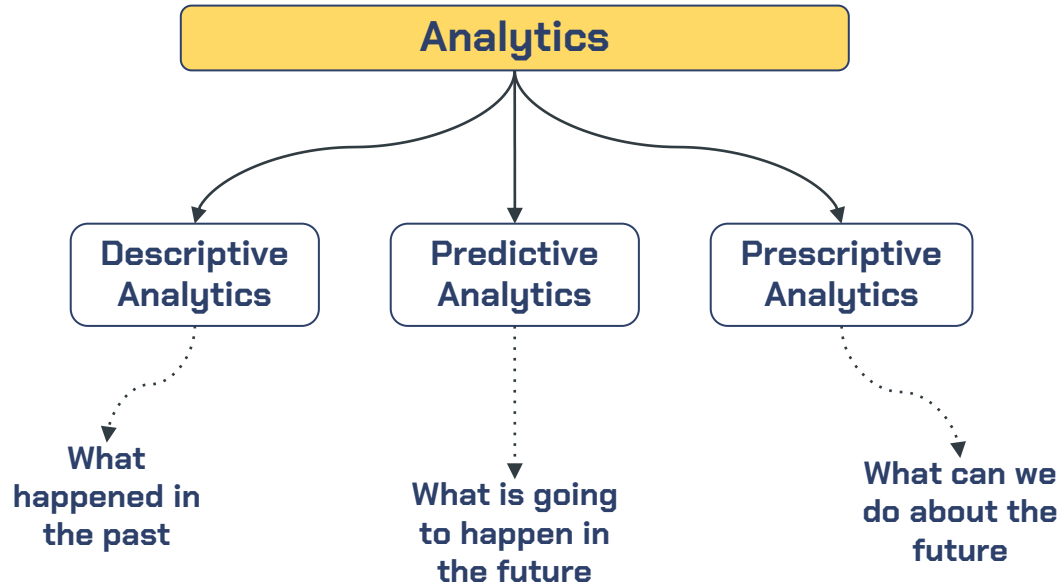 Analytics
Descriptive
Analytics
Predictive
Analytics
Prescriptive
Analytics
What
happened in
the past
What is going
to happen in
the future
What can we
do about the
future